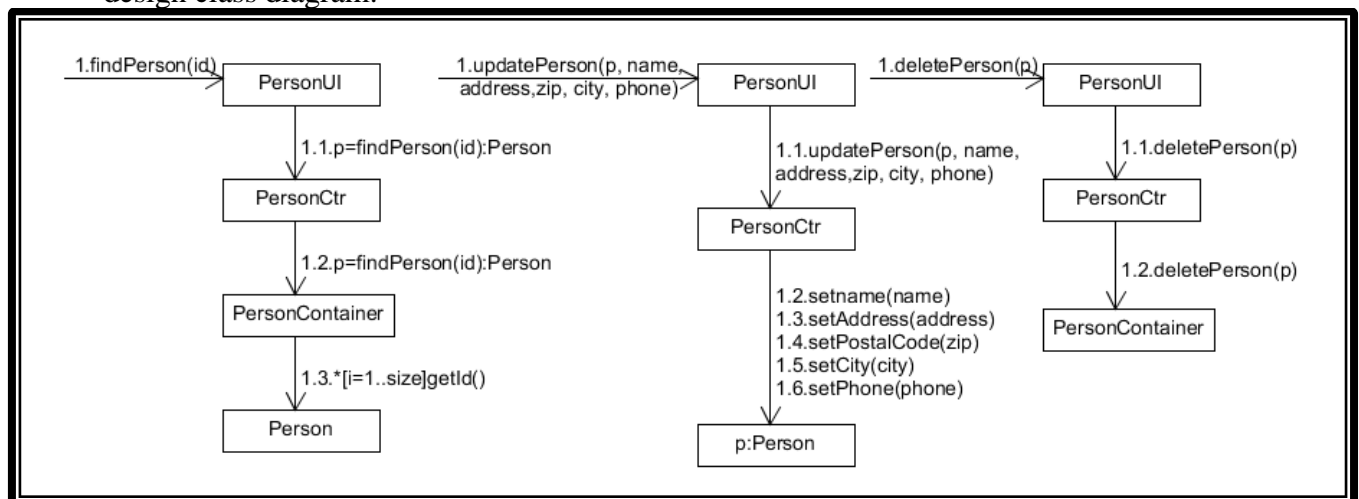 design class diagram.
1.findPerson(id)
PersonUI
1.1.p=findPerson(id):Person
PersonCtr
1.2.p=findPerson(id):Person
PersonContainer
1.3.*[i=1..size]getId()
Person
1.updatePerson(p, name,
address,zip, city, phone)
PersonUI
1.1.updatePerson(p, name,
address,zip, city, phone)
PersonCtr
1.2.setname(name)
1.3.setAddress(address)
1.4.setPostalCode(zip)
1.5.setCity(city)
1.6.setPhone(phone)
p:Person
1.deletePerson(p)
PersonUI
1.1.deletePerson(p)
PersonCtr
1.2.deletePerson(p)
PersonContainer